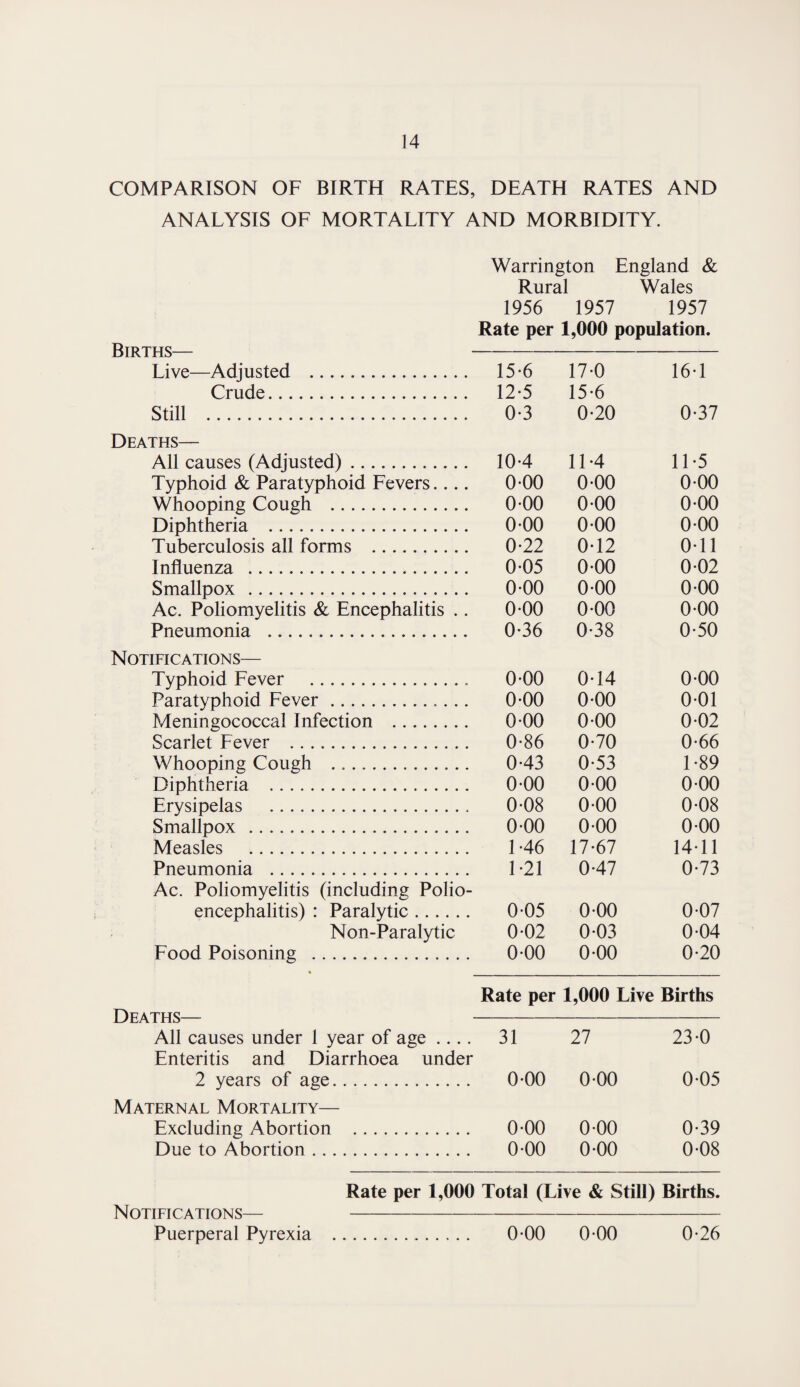 14
COMPARISON OF BIRTH RATES, DEATH RATES AND
ANALYSIS OF MORTALITY AND MORBIDITY.
Warrington England &
Rural Wales
1956 1957 1957
Rate per 1,000 population.
BIRTHS—
Live—Adjusted .................. 15·6 17·0 16·1
Crude.................... 12·5 15·6
Still .......................... 0·3 0·20 0·37
DEATHS—
All causes (Adjusted)............ 10·4 11·4 11·5
Typhoid & Paratyphoid Fevers.... 0·00 0·00 0·00
Whooping Cough .............. 0·00 0·00 0·00
Diphtheria .................... 0·00 0·00 0·00
Tuberculosis all forms .......... 0·22 0·12 0·11
Influenza ...................... 0·05 0·00 0·02
Smallpox ...................... 0·00 0·00 0·00
Ac. Poliomyelitis & Encephalitis .. 0·00 0·00 0·00
Pneumonia .................... 0·36 0·38 0·50
NOTIFICATIONS—
Typhoid Fever ................ 0·00 0·14 0·00
Paratyphoid Fever.............. 0·00 0·00 0·01
Meningococcal Infection ........ 0·00 0·00 0·02
Scarlet Fever .................. 0·86 0·70 0·66
Whooping Cough .............. 0·43 0·53 1·89
Diphtheria .................... 0·00 0·00 0·00
Erysipelas .................... 0·08 0·00 0·08
Smallpox ...................... 0·00 0·00 0·00
Measles ...................... 1·46 17·67 14·11
Pneumonia .................... 1·21 0·47 0·73
Ac. Poliomyelitis (including Polio-
encephalitis) : Paralytic...... 0·05 0·00 0·07
Non-Paralytic 0·02 0·03 0·04
Food Poisoning ................ 0·00 0·00 0·20
Rate per 1,000 Live Births
DEATHS—
All causes under 1 year of age .... 31 27 23·0
Enteritis and Diarrhoea under
2 years of age.............. 0·00 0·00 0·05
MATERNAL MORTALITY—
Excluding Abortion ............ 0·00 0·00 0·39
Due to Abortion................ 0·00 0·00 0·08
Rate per 1,000 Total (Live & Still) Births.
NOTIFICATIONS—
Puerperal Pyrexia .............. 0·00 0·00 0·26